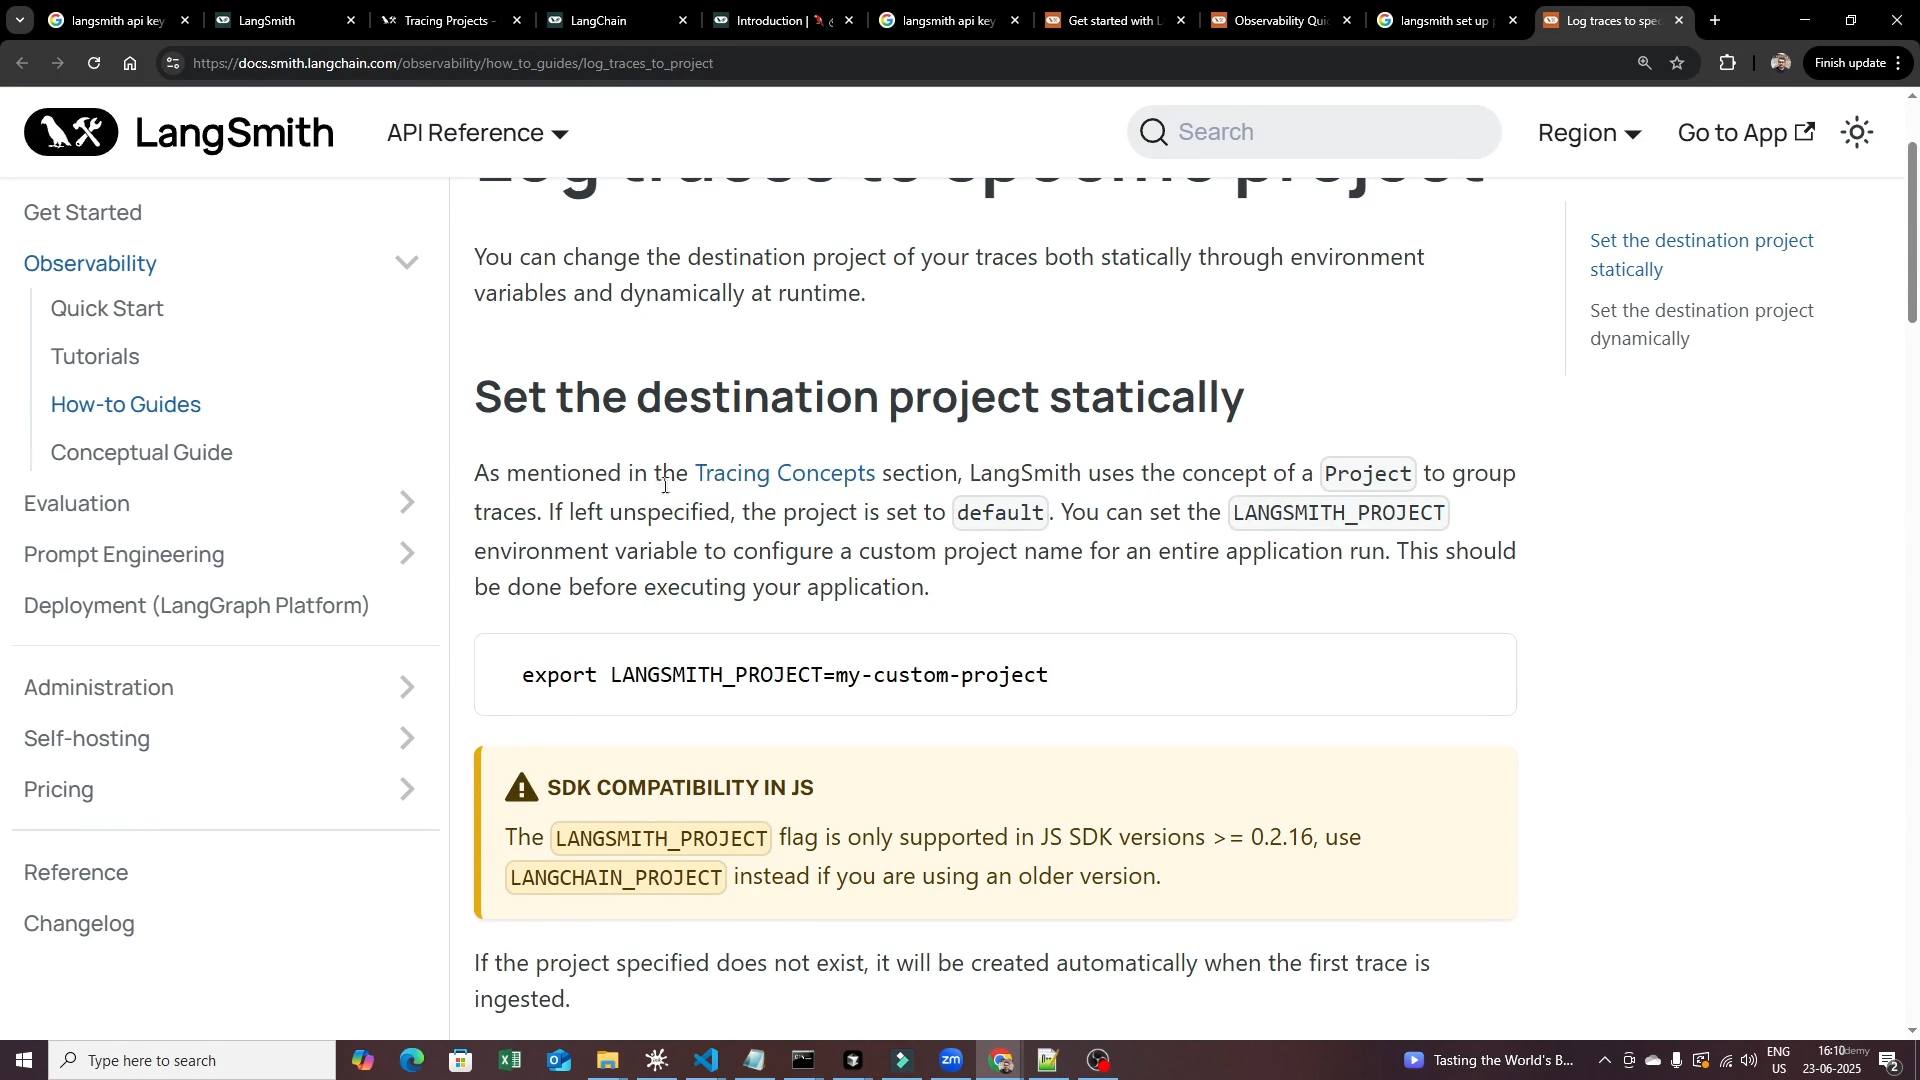 langsmith api key
LangSmith
Tracing Projects -
LangChain
Introduction |
langsmith api key
Get started with L
Observability Quic
langsmith set up p
Log traces to spec
https://docs.smith.langchain.com/observability/how_to_guides/log_traces_to_project
Finish update
LangSmith
API Reference
Search
Region
Go to App
Log traces to specific project
Get Started
Observability
Quick Start
Tutorials
How-to Guides
Conceptual Guide
Evaluation
Prompt Engineering
Deployment (LangGraph Platform)
Administration
Self-hosting
Pricing
Reference
Changelog
You can change the destination project of your traces both statically through environment
variables and dynamically at runtime.
Set the destination project statically
As mentioned in the Tracing Concepts section, LangSmith uses the concept of a Project to group
traces. If left unspecified, the project is set to default. You can set the LANGSMITH_PROJECT
environment variable to configure a custom project name for an entire application run. This should
be done before executing your application.
export LANGSMITH_PROJECT=my-custom-project
SDK COMPATIBILITY IN JS
The LANGSMITH_PROJECT flag is only supported in JS SDK versions >= 0.2.16, use
LANGCHAIN_PROJECT instead if you are using an older version.
If the project specified does not exist, it will be created automatically when the first trace is
ingested.
Set the destination project
statically
Set the destination project
dynamically
Type here to search
zm
Tasting the World's B...
ENG
US
16:10
23-06-2025
2